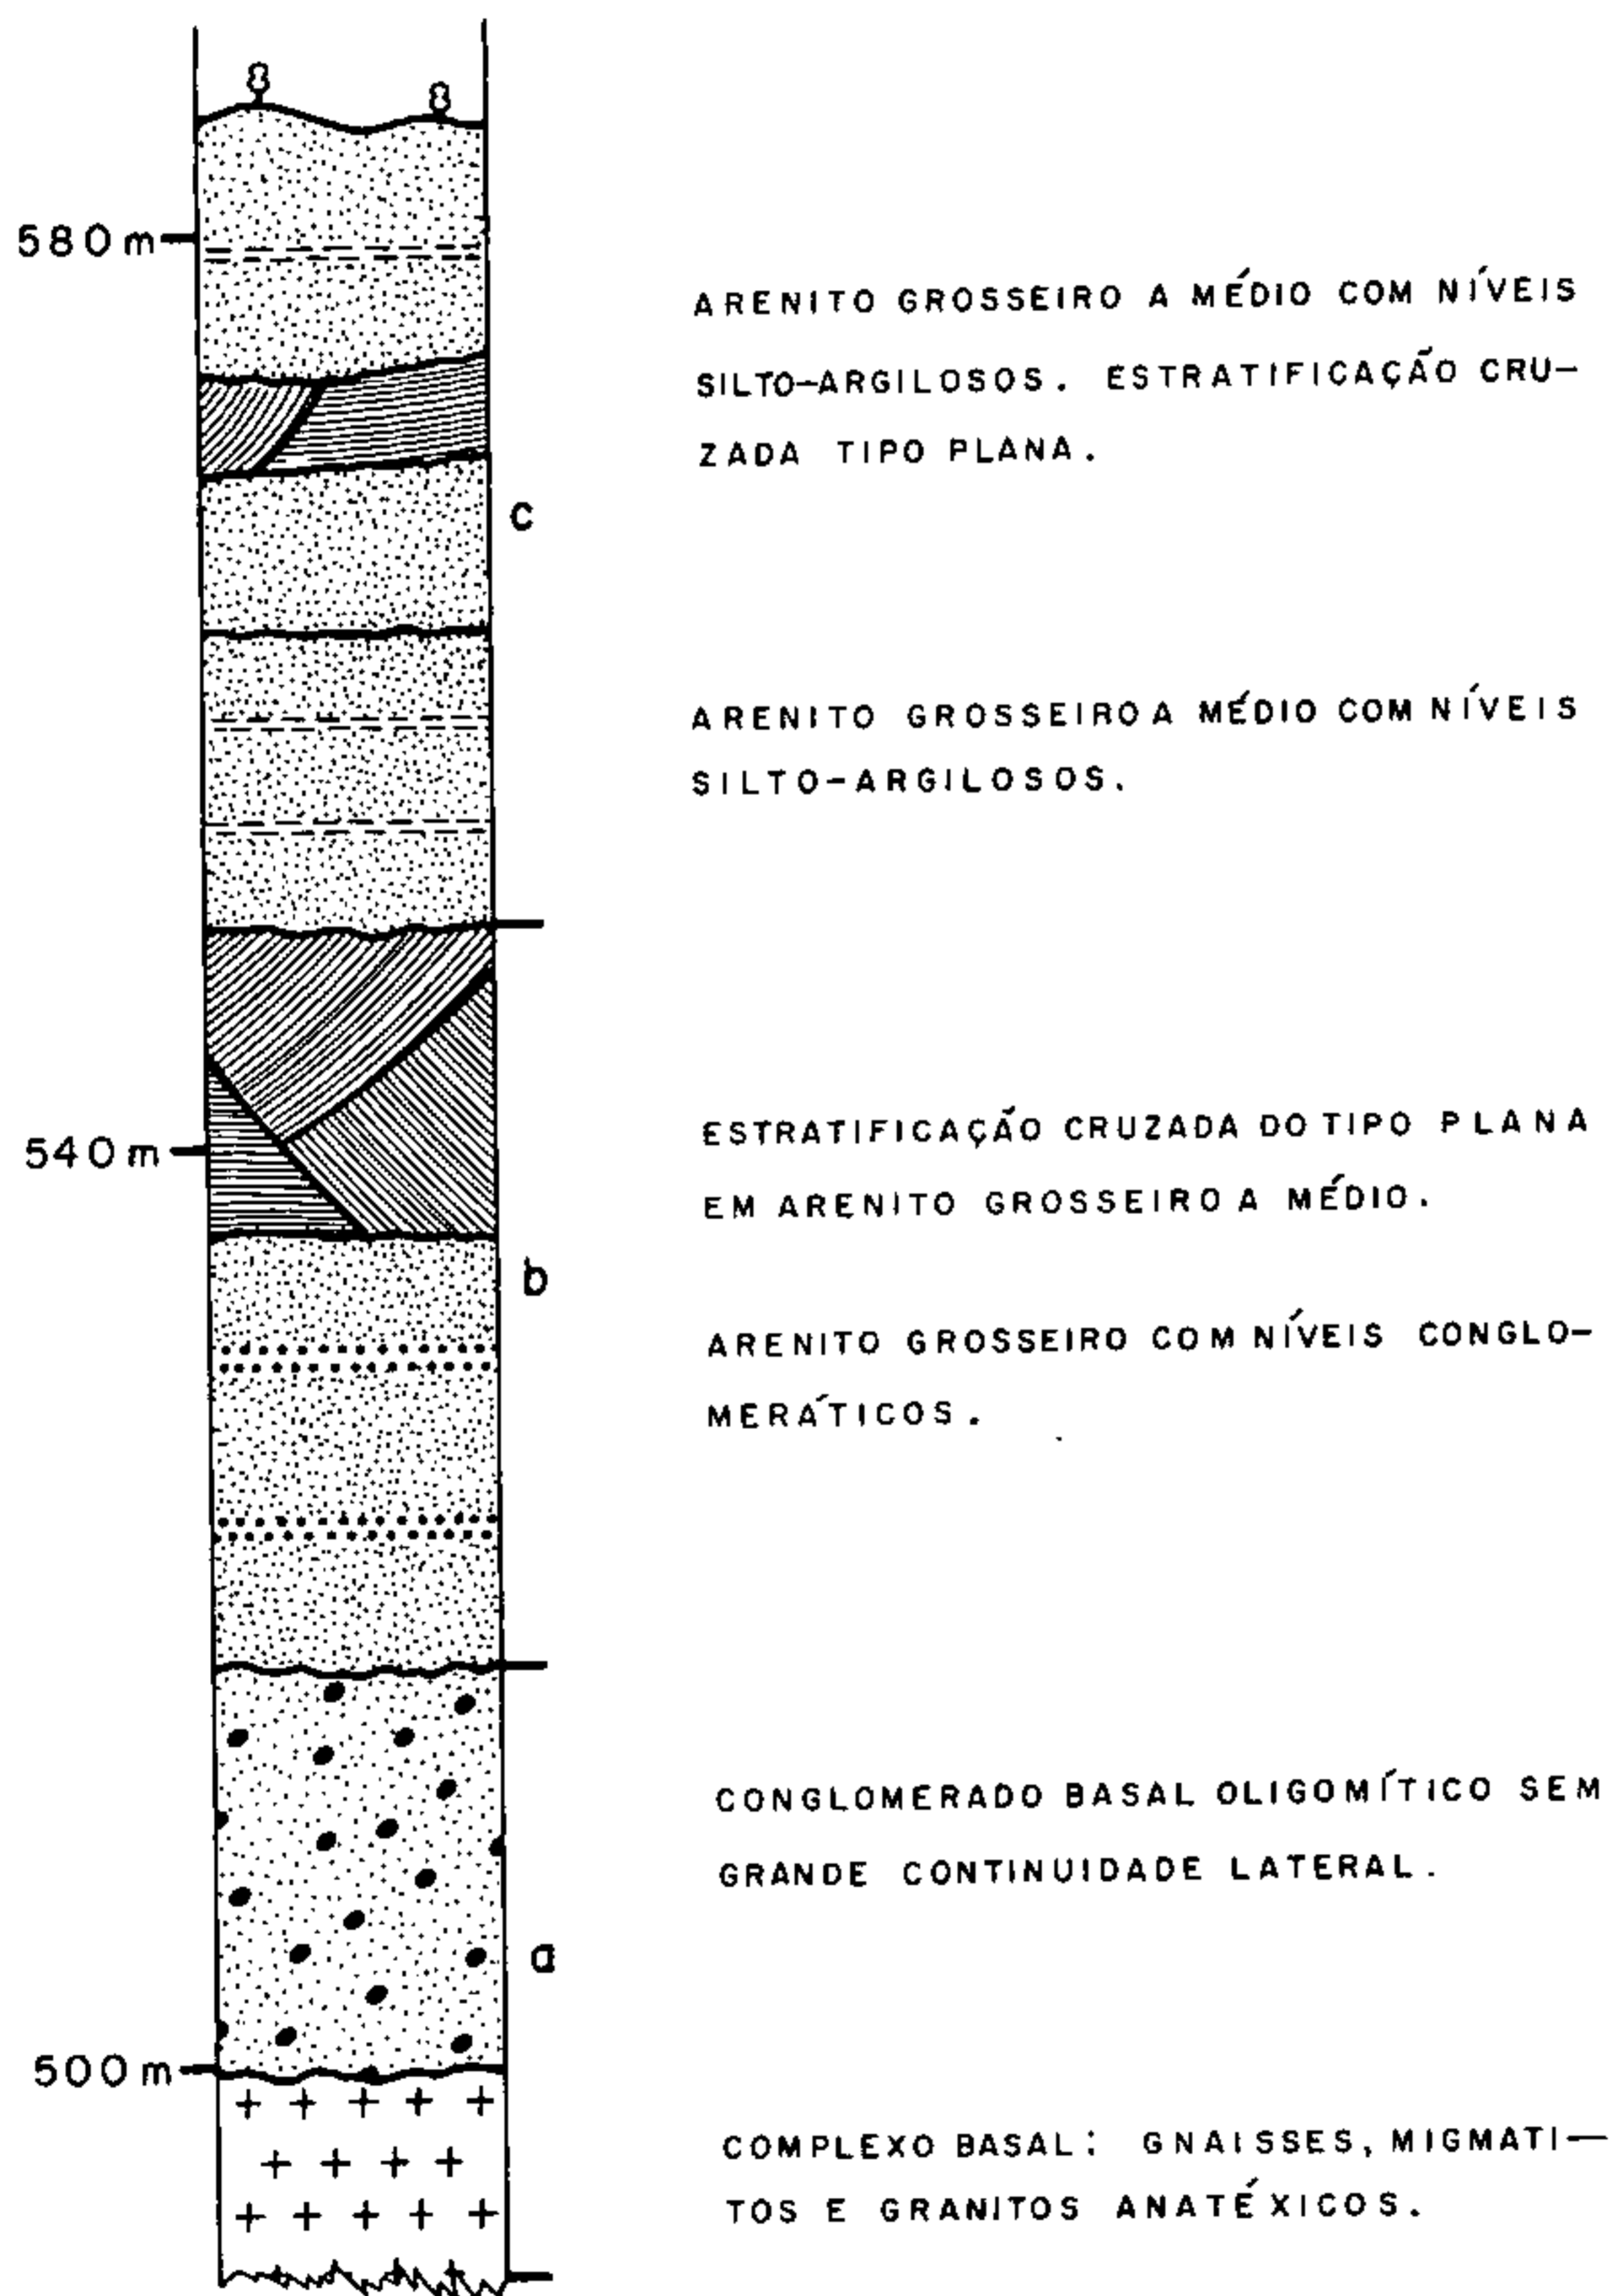 580m
ARENITO GROSSEIRO A MÉDIO COM NÍVEIS
SILTO-ARGILOSOS. ESTRATIFICAÇÃO CRU-
ZADA TIPO PLANA.
c
ARENITO GROSSEIRO A MÉDIO COM NÍVEIS
SILTO-ARGILOSOS.
540m
ESTRATIFICAÇÃO CRUZADA DO TIPO PLANA
EM ARENITO GROSSEIRO A MÉDIO.
b
ARENITO GROSSEIRO COM NÍVEIS CONGLO-
MERÁTICOS.
CONGLOMERADO BASAL OLIGOMÍTICO SEM
GRANDE CONTINUIDADE LATERAL.
a
500m
COMPLEXO BASAL: GNAISSES, MIGMATI-
TOS E GRANITOS ANATÉXICOS.